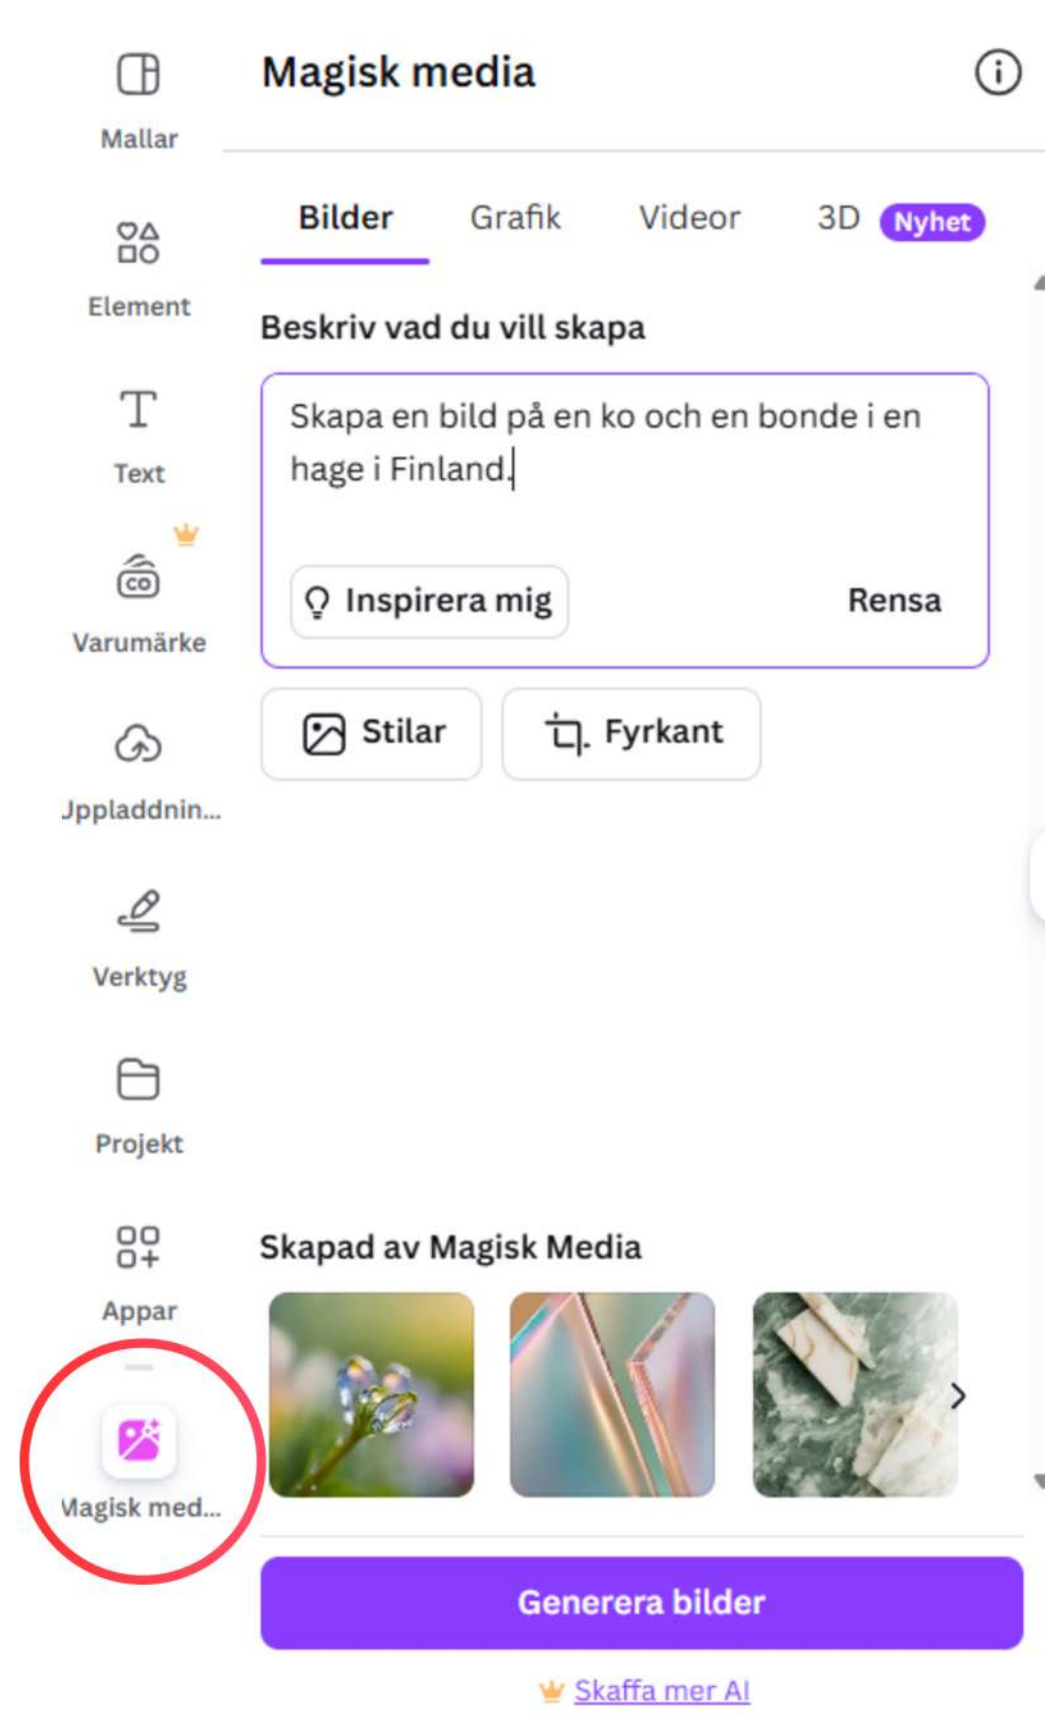 Mallar
Element
Text
CO
Varumärke
Uppladdnin...
Verktyg
Projekt
Appar
Magisk med...
Magisk media
Bilder Grafik Videor 3D Nyhet
Beskriv vad du vill skapa
Skapa en bild på en ko och en bonde i en
hage i Finland.
Inspirera mig Rensa
Stilar Fyrkant
Skapad av Magisk Media
Generera bilder
Skaffa mer AI